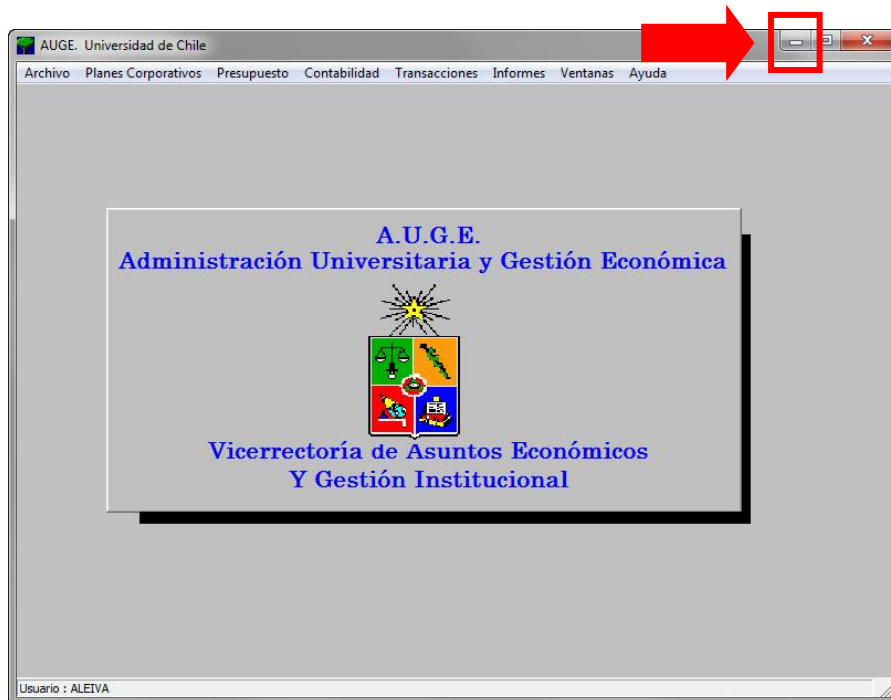 AUGE. Universidad de Chile
Archivo Planes Corporativos Presupuesto Contabilidad Transacciones Informes Ventanas Ayuda
A.U.G.E.
Administración Universitaria y Gestión Económica
Vicerrectoría de Asuntos Económicos
Y Gestión Institucional
Usuario : ALEIVA